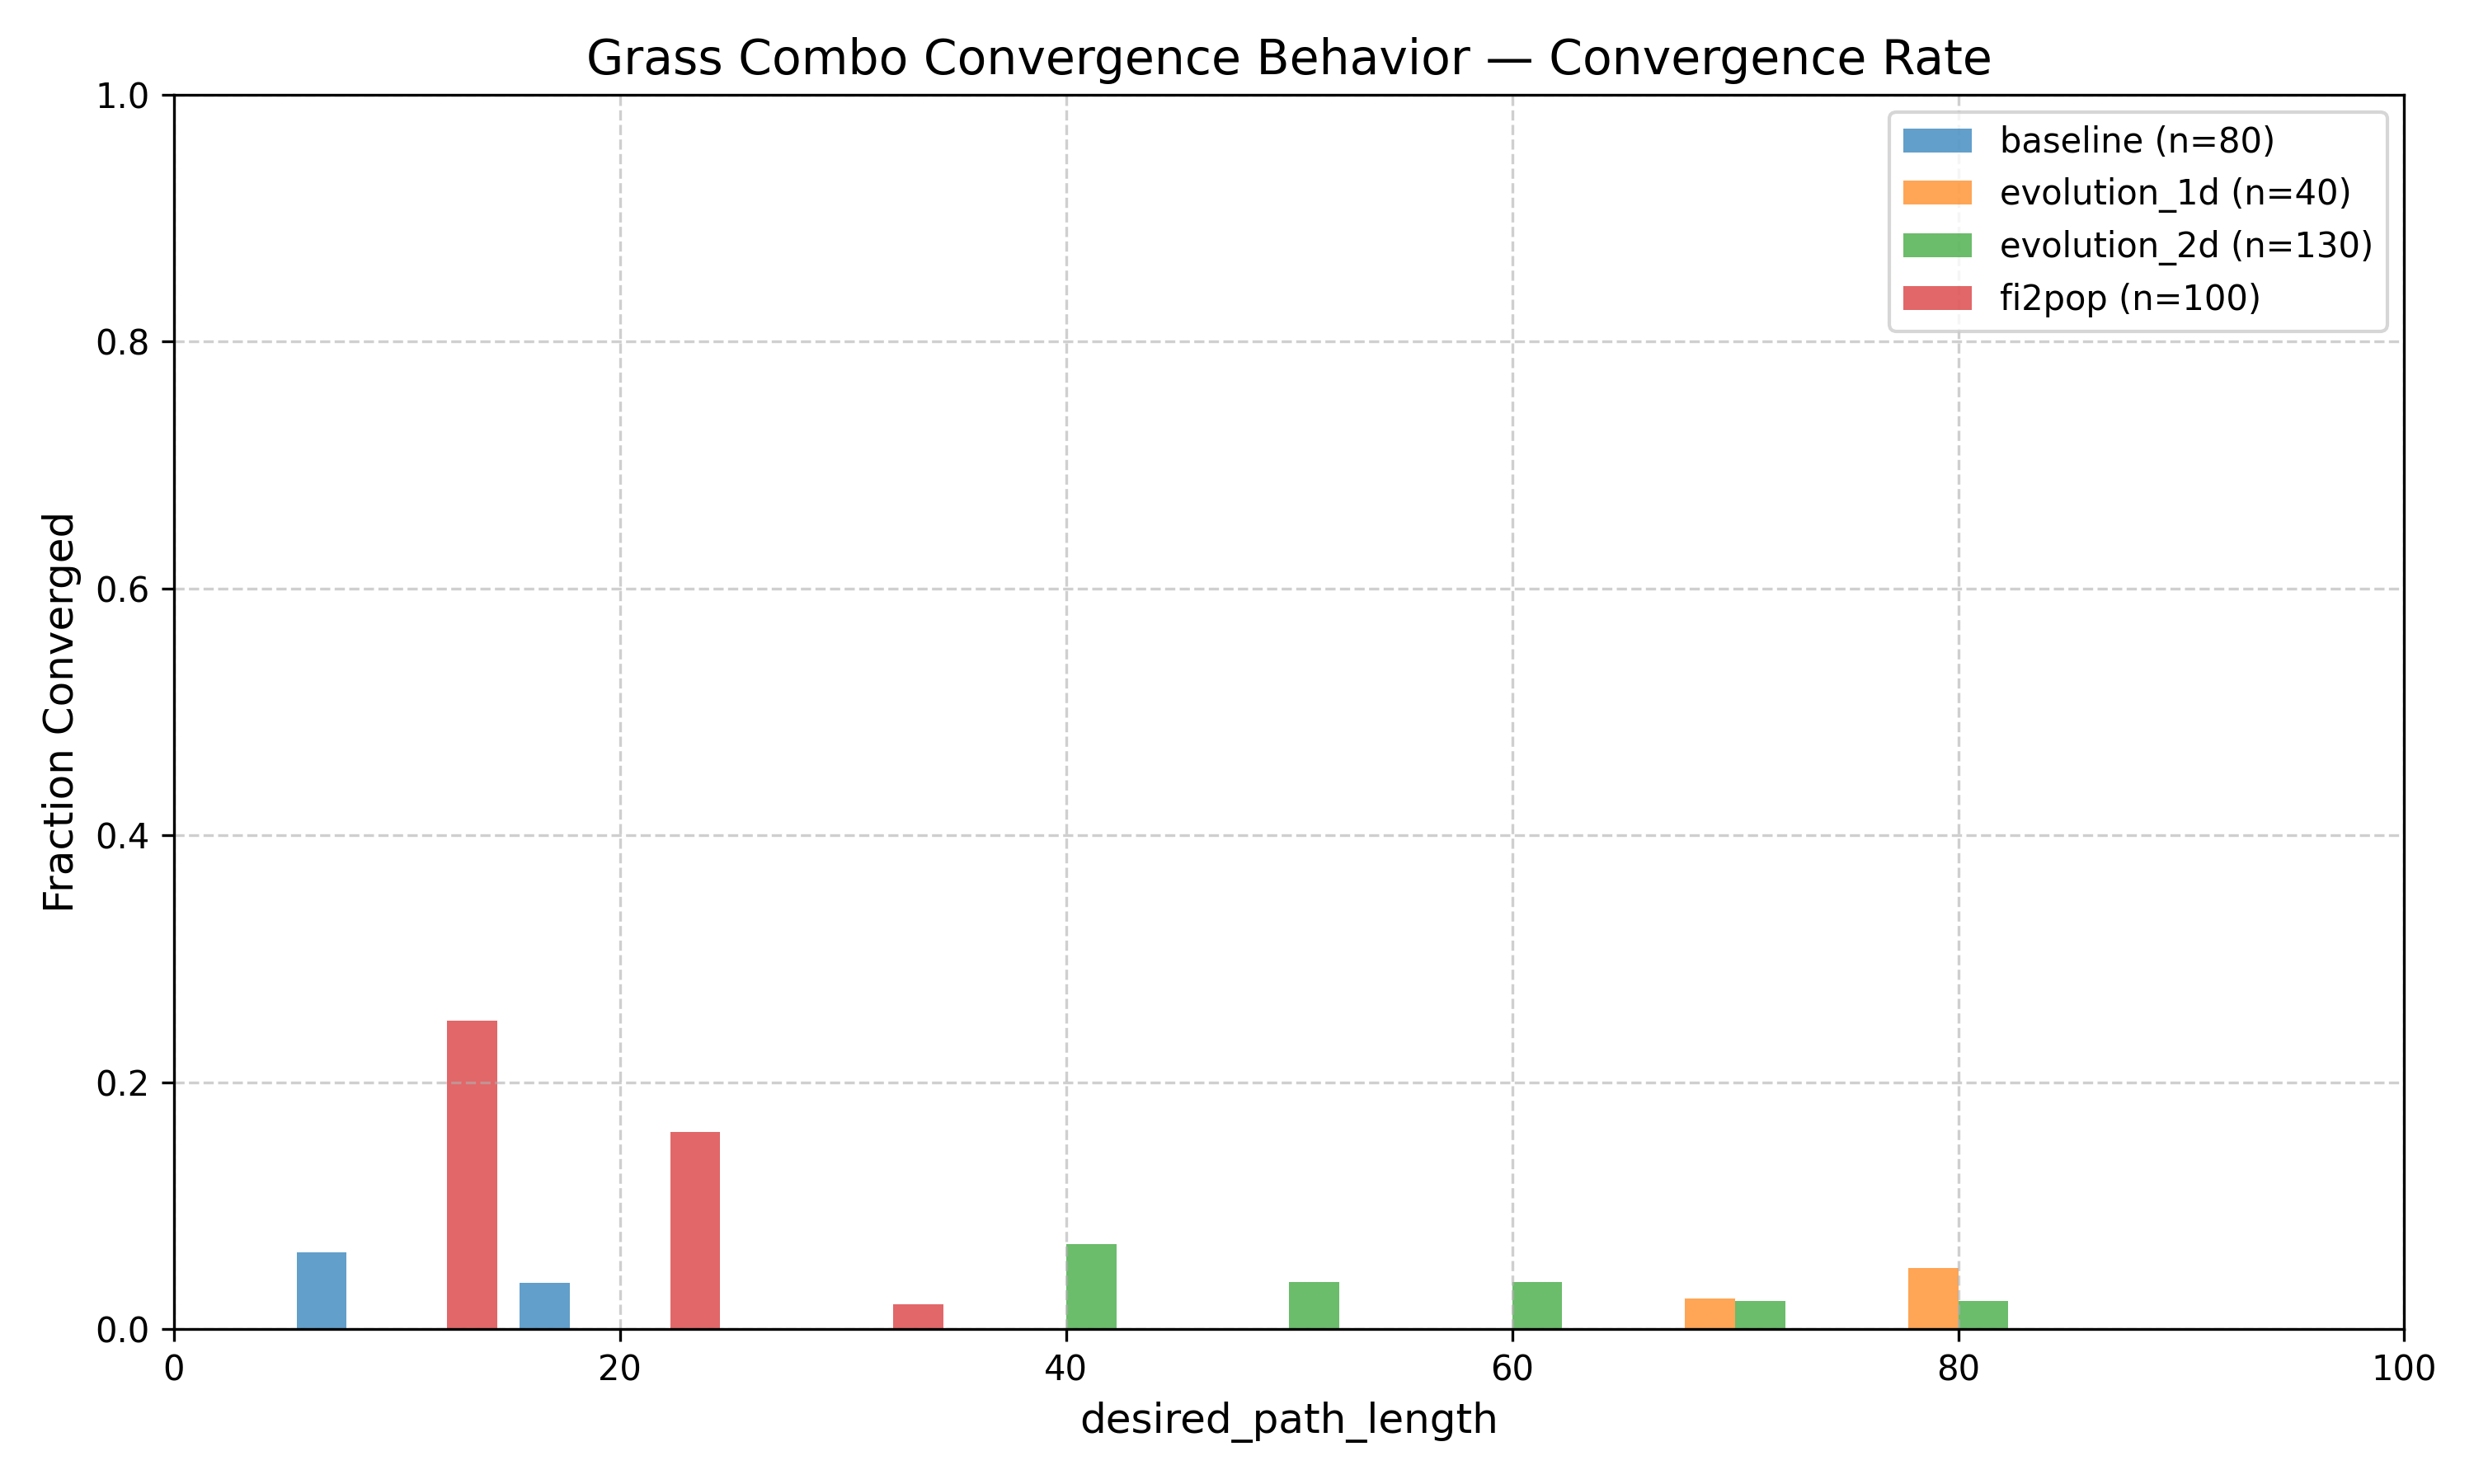 Grass Combo Convergence Behavior — Convergence Rate
1.0
0.8
0.6
0.4
0.2
0.0
Fraction Converged
baseline (n=80)
evolution_1d (n=40)
evolution_2d (n=130)
fi2pop (n=100)
0 20 40 60 80 100
desired_path_length